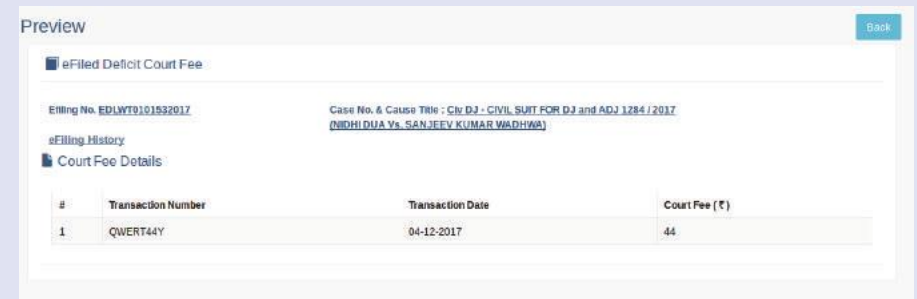 Preview
Back
eFiled Deficit Court Fee
Efiling No. EDLWT0101532017
Case No. & Cause Title : Civ DJ - CIVIL SUIT FOR DJ and ADJ 1284 / 2017
(NIDHI DUA Vs. SANJEEV KUMAR WADHWA)
eFiling History
Court Fee Details
# Transaction Number Transaction Date Court Fee ( ₹ )
1 QWERT44Y 04-12-2017 44